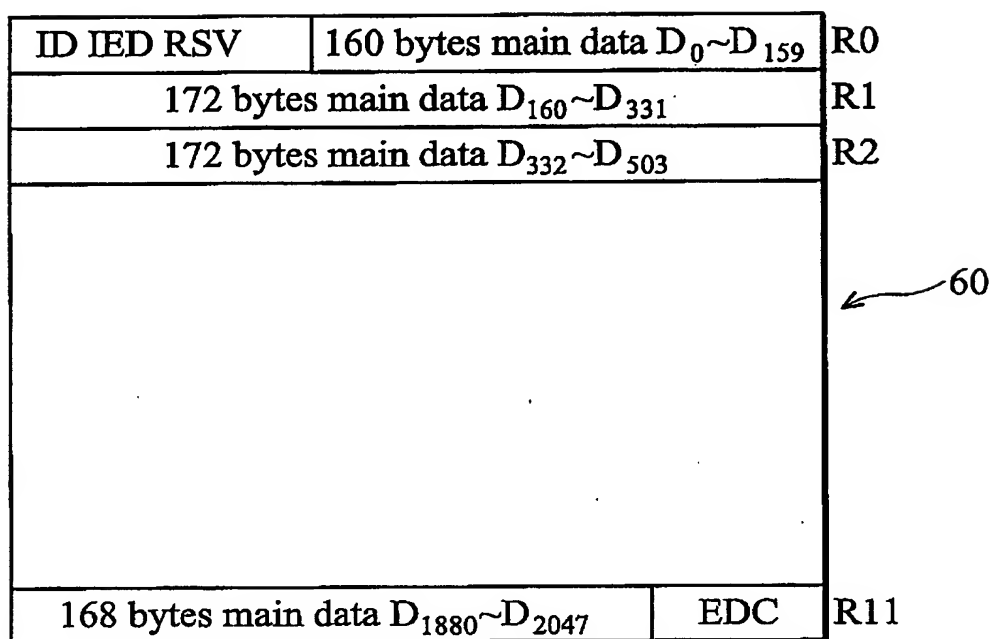 ID IED RSV 160 bytes main data D₀~D₁₅₉ R0
172 bytes main data D₁₆₀~D₃₃₁ R1
172 bytes main data D₃₃₂~D₅₀₃ R2
60
168 bytes main data D₁₈₈₀~D₂₀₄₇ EDC R11